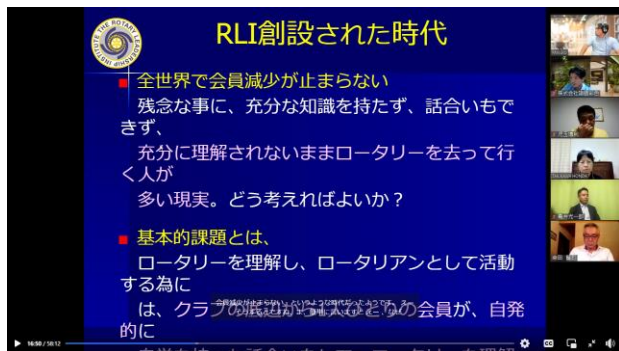 THE ROTARY LEADERSHIP INSTITUTE
RLI創設された時代
全世界で会員減少が止まらない
残念な事に、充分な知識を持たず、話合いもで
きず、
充分に理解されないままロータリーを去って行
く人が
多い現実。どう考えればよいか？
基本的課題とは、
ロータリーを理解し、ロータリアンとして活動
する為に
は、クラブの
の会員が、自発
的に
16:50 / 58:12